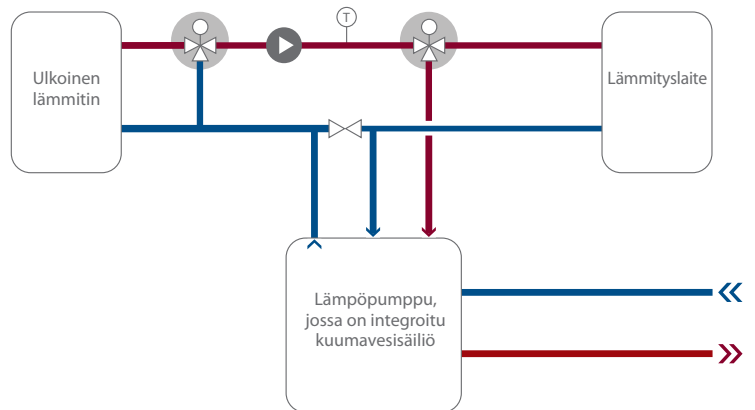 T
Ulkoinen
lämmitin
Lämmityslaite
Lämpöpumppu,
jossa on integroitu
kuumavesisäiliö